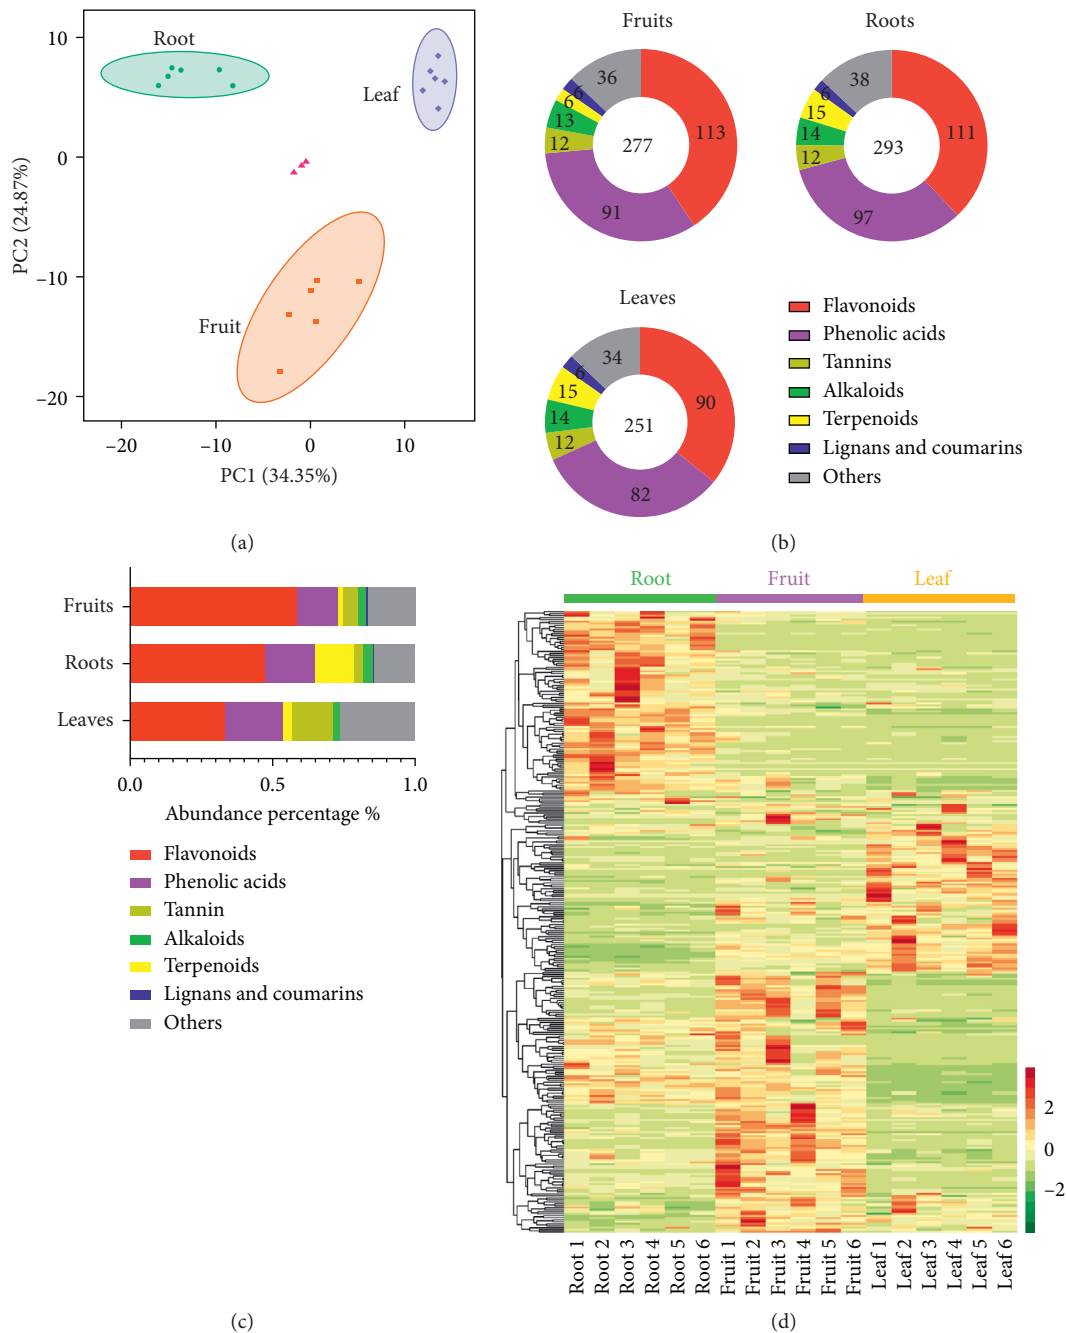 10
0
−10
−20
PC2 (24.87%)
Root
Leaf
Fruit
−20
−10
0
10
PC1 (34.35%)
(a)
Fruits
36
6
6
13
12
91
113
277
Roots
38
6
15
14
12
97
111
293
Leaves
34
6
15
14
12
82
90
251
Flavonoids
Phenolic acids
Tannins
Alkaloids
Terpenoids
Lignans and coumarins
Others
(b)
Fruits
Roots
Leaves
0.0
0.5
1.0
Abundance percentage %
Flavonoids
Phenolic acids
Tannin
Alkaloids
Terpenoids
Lignans and coumarins
Others
(c)
Root
Fruit
Leaf
2
0
−2
Root 1
Root 2
Root 3
Root 4
Root 5
Root 6
Fruit 1
Fruit 2
Fruit 3
Fruit 4
Fruit 5
Fruit 6
Leaf 1
Leaf 2
Leaf 3
Leaf 4
Leaf 5
Leaf 6
(d)